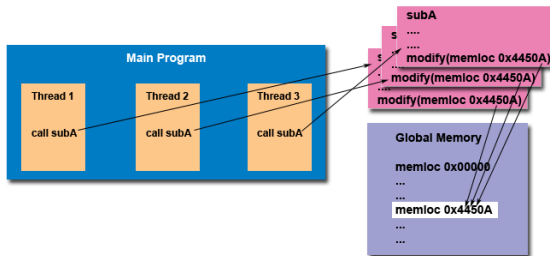 Main Program
Thread 1
call subA
Thread 2
call subA
Thread 3
call subA
subA
....
....
modify(memloc 0x4450A)
s
..
modify(memloc 0x4450A)
s
....
modify(memloc 0x4450A)
Global Memory
memloc 0x00000
...
...
memloc 0x4450A
...
...